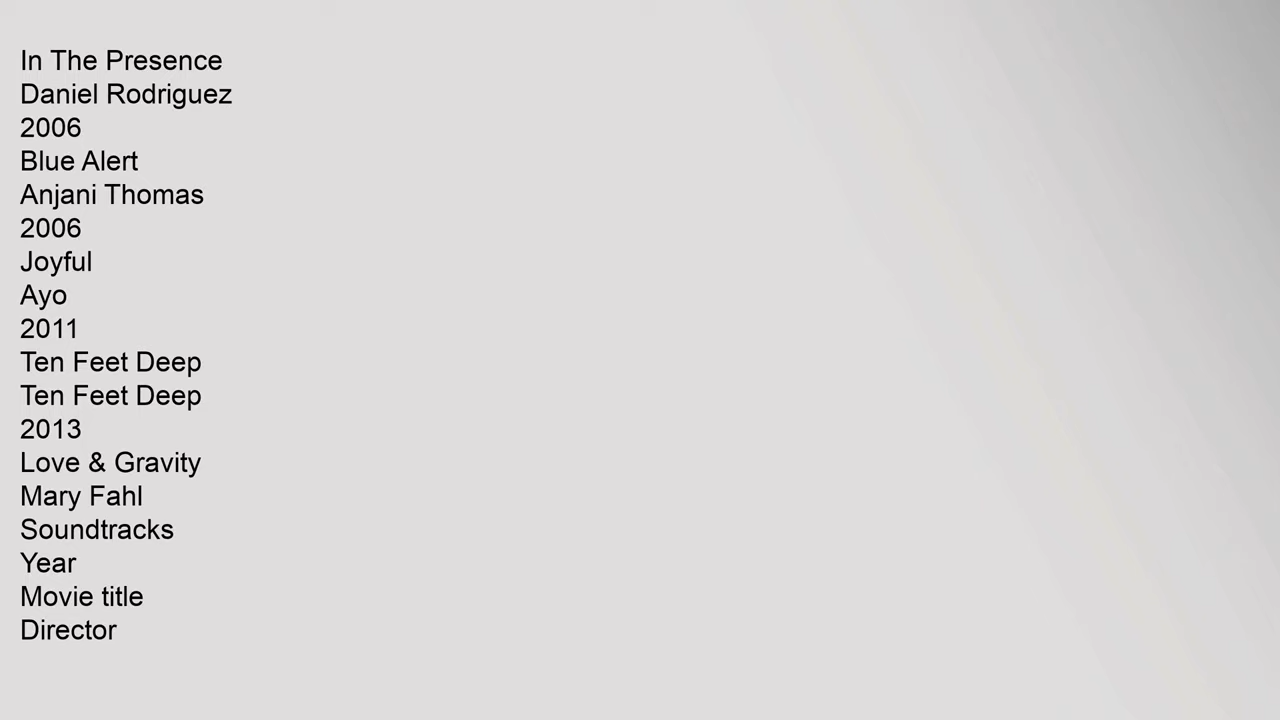 In The Presence
Daniel Rodriguez
2006
Blue Alert
Anjani Thomas
2006
Joyful
Ayo
2011
Ten Feet Deep
Ten Feet Deep
2013
Love & Gravity
Mary Fahl
Soundtracks
Year
Movie title
Director